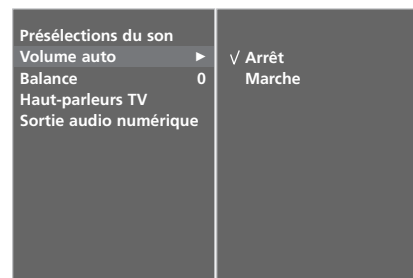 Présélections du son
Volume auto ►
Balance 0
Haut-parleurs TV
Sortie audio numérique
√ Arrêt
Marche